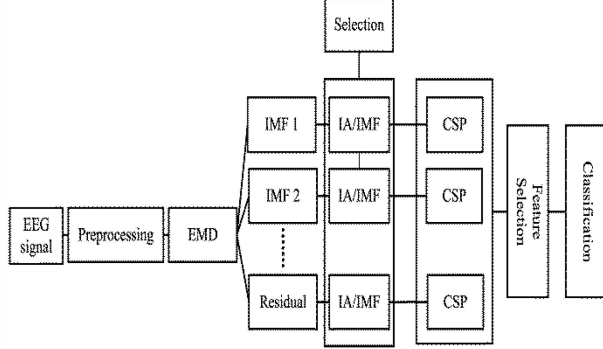 Selection
IMF 1
IA/IMF
CSP
IMF 2
IA/IMF
CSP
EEG
signal
Preprocessing
EMD
Residual
IA/IMF
CSP
Feature
Selection
Classification